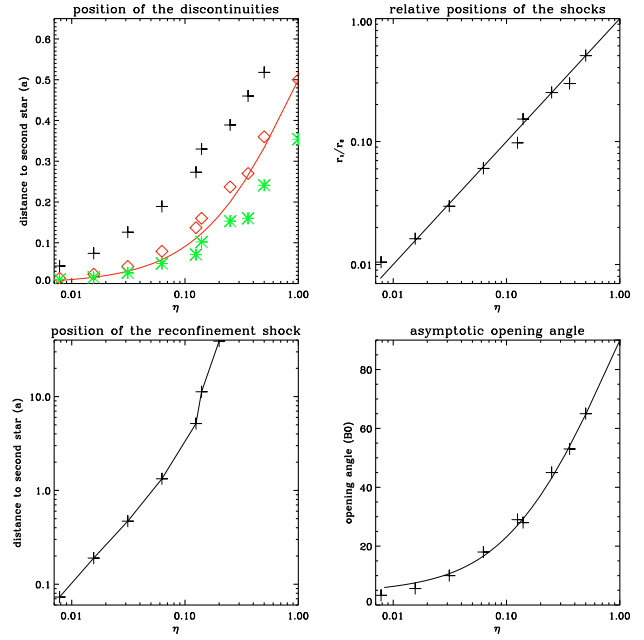 position of the discontinuities
relative positions of the shocks
distance to second star (a)
0.6
0.5
0.4
0.3
0.2
0.1
0.0
0.01
0.10
1.00
η
r₁/r₂
1.00
0.10
0.01
0.01
0.10
1.00
η
position of the reconfinement shock
asymptotic opening angle
distance to second star (a)
10.0
1.0
0.1
0.01
0.10
1.00
η
opening angle (B0)
80
60
40
20
0
0.01
0.10
1.00
η